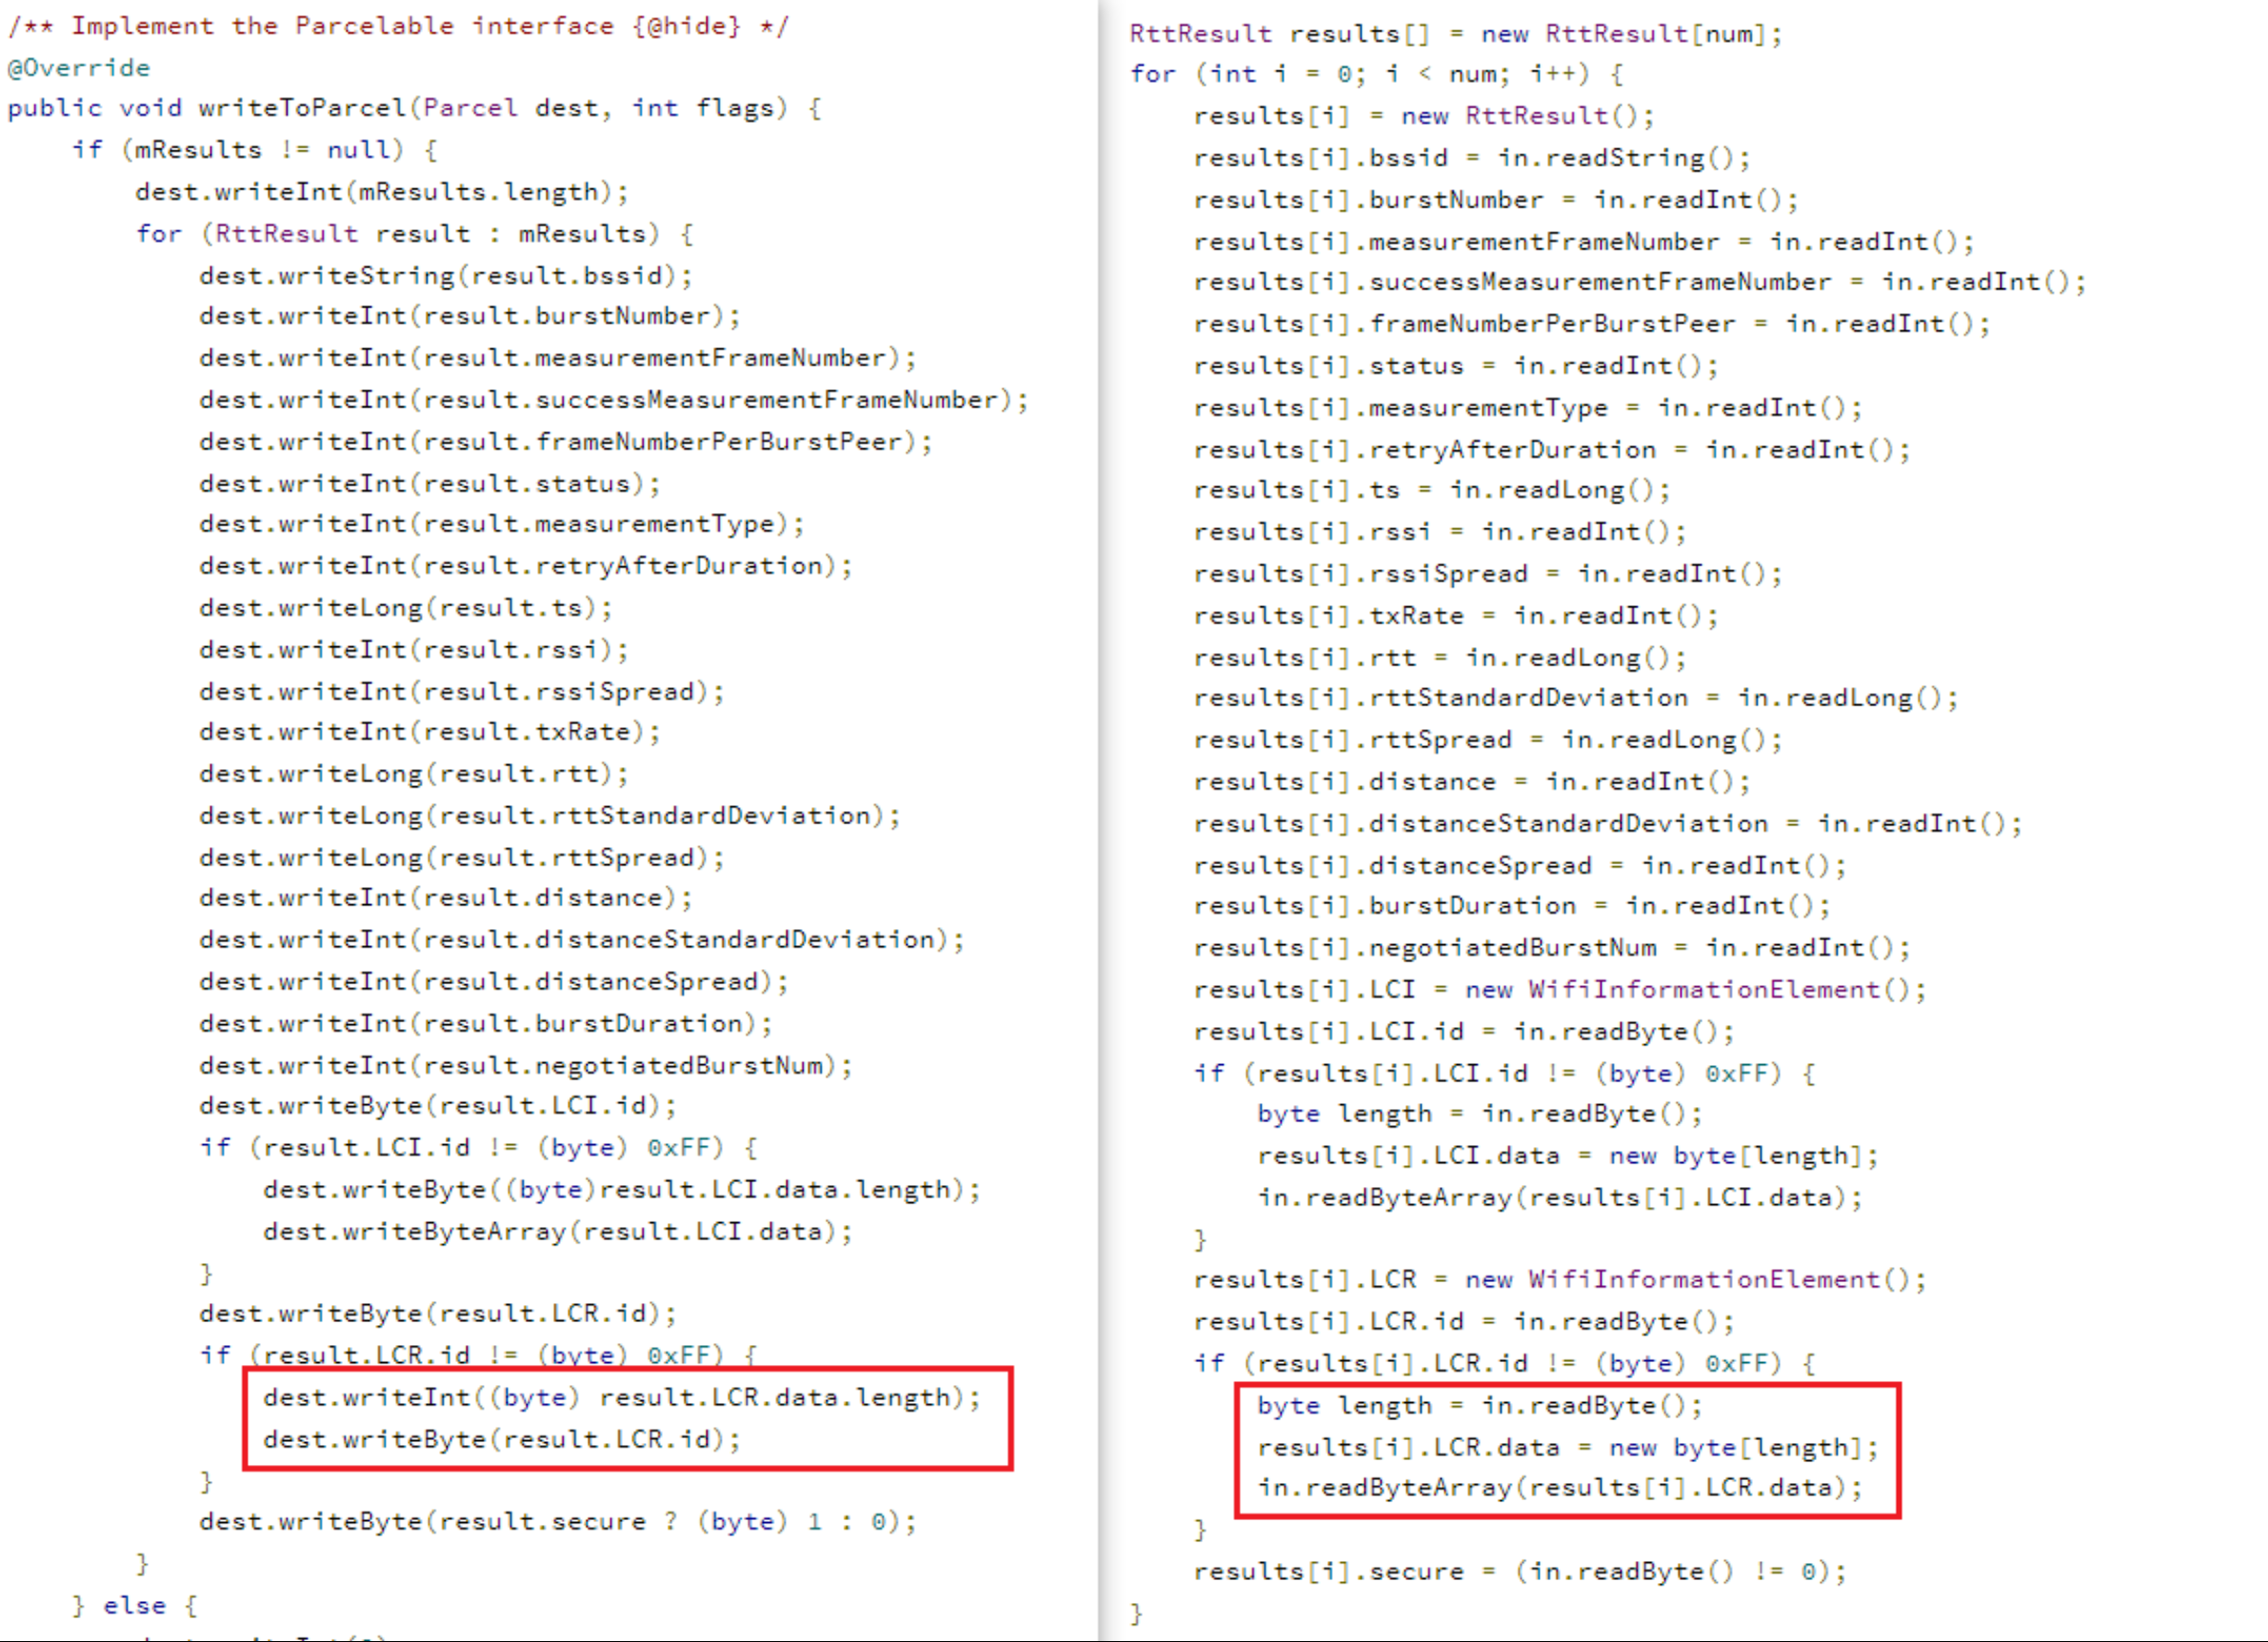 /** Implement the Parcelable interface {@hide} */
@Override
public void writeToParcel(Parcel dest, int flags) {
    if (mResults != null) {
        dest.writeInt(mResults.length);
        for (RttResult result : mResults) {
            dest.writeString(result.bssid);
            dest.writeInt(result.burstNumber);
            dest.writeInt(result.measurementFrameNumber);
            dest.writeInt(result.successMeasurementFrameNumber);
            dest.writeInt(result.frameNumberPerBurstPeer);
            dest.writeInt(result.status);
            dest.writeInt(result.measurementType);
            dest.writeInt(result.retryAfterDuration);
            dest.writeLong(result.ts);
            dest.writeInt(result.rssi);
            dest.writeInt(result.rssiSpread);
            dest.writeInt(result.txRate);
            dest.writeLong(result.rtt);
            dest.writeLong(result.rttStandardDeviation);
            dest.writeLong(result.rttSpread);
            dest.writeInt(result.distance);
            dest.writeInt(result.distanceStandardDeviation);
            dest.writeInt(result.distanceSpread);
            dest.writeInt(result.burstDuration);
            dest.writeInt(result.negotiatedBurstNum);
            dest.writeByte(result.LCI.id);
            if (result.LCI.id != (byte) 0xFF) {
                dest.writeByte((byte)result.LCI.data.length);
                dest.writeByteArray(result.LCI.data);
            }
            dest.writeByte(result.LCR.id);
            if (result.LCR.id != (byte) 0xFF) {
                dest.writeInt((byte) result.LCR.data.length);
                dest.writeByte(result.LCR.id);
            }
            dest.writeByte(result.secure ? (byte) 1 : 0);
        }
    } else {
RttResult results[] = new RttResult[num];
for (int i = 0; i < num; i++) {
    results[i] = new RttResult();
    results[i].bssid = in.readString();
    results[i].burstNumber = in.readInt();
    results[i].measurementFrameNumber = in.readInt();
    results[i].successMeasurementFrameNumber = in.readInt();
    results[i].frameNumberPerBurstPeer = in.readInt();
    results[i].status = in.readInt();
    results[i].measurementType = in.readInt();
    results[i].retryAfterDuration = in.readInt();
    results[i].ts = in.readLong();
    results[i].rssi = in.readInt();
    results[i].rssiSpread = in.readInt();
    results[i].txRate = in.readInt();
    results[i].rtt = in.readLong();
    results[i].rttStandardDeviation = in.readLong();
    results[i].rttSpread = in.readLong();
    results[i].distance = in.readInt();
    results[i].distanceStandardDeviation = in.readInt();
    results[i].distanceSpread = in.readInt();
    results[i].burstDuration = in.readInt();
    results[i].negotiatedBurstNum = in.readInt();
    results[i].LCI = new WifiInformationElement();
    results[i].LCI.id = in.readByte();
    if (results[i].LCI.id != (byte) 0xFF) {
        byte length = in.readByte();
        results[i].LCI.data = new byte[length];
        in.readByteArray(results[i].LCI.data);
    }
    results[i].LCR = new WifiInformationElement();
    results[i].LCR.id = in.readByte();
    if (results[i].LCR.id != (byte) 0xFF) {
        byte length = in.readByte();
        results[i].LCR.data = new byte[length];
        in.readByteArray(results[i].LCR.data);
    }
    results[i].secure = (in.readByte() != 0);
}